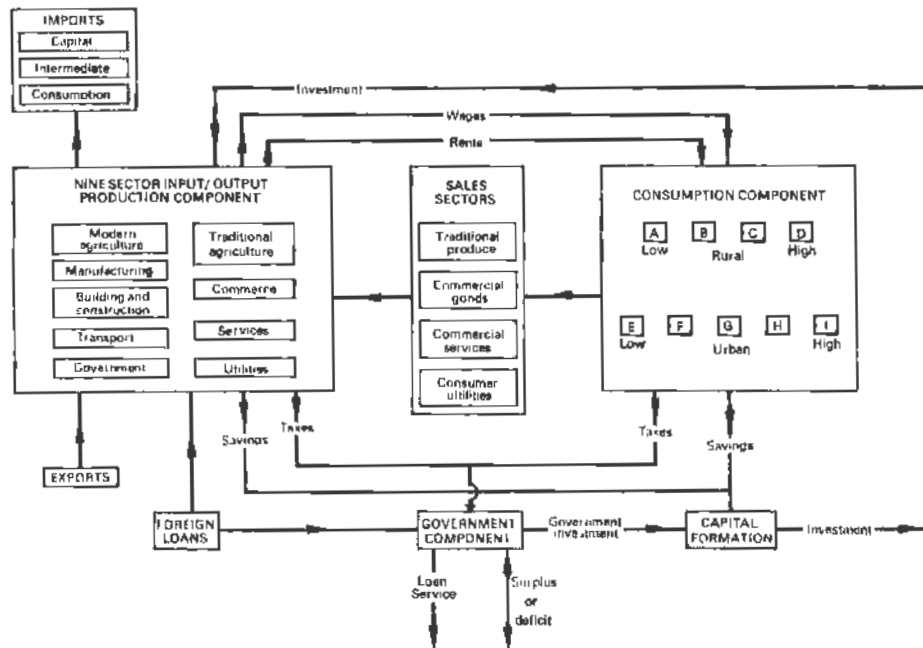 IMPORTS
Capital
Intermediate
Consumption
Investment
Wages
Rents
NINE SECTOR INPUT/OUTPUT
PRODUCTION COMPONENT
Modern
agriculture
Manufacturing
Building and
construction
Transport
Government
Traditional
agriculture
Commerce
Services
Utilities
SALES
SECTORS
Traditional
produce
Commercial
goods
Commercial
services
Consumer
ultilities
CONSUMPTION COMPONENT
A B C D
Low Rural High
E F G H I
Low Urban High
Savings
Taxes
Taxes
Savings
EXPORTS
FOREIGN
LOANS
GOVERNMENT
COMPONENT
Government
investment
CAPITAL
FORMATION
Investment
Loan
Service
Surplus
or
deficit